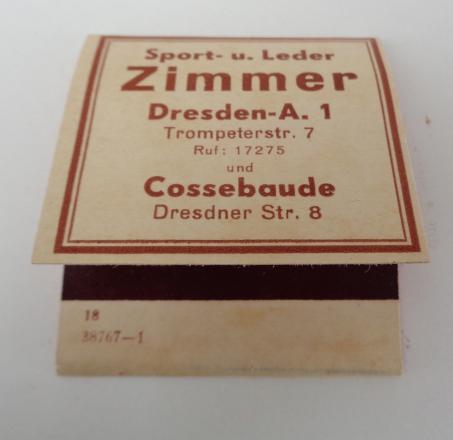 Sport- u. Leder
Zimmer
Dresden-A. 1
Trompeterstr. 7
Ruf: 17275
und
Cossebaude
Dresdner Str. 8
18
38767—1